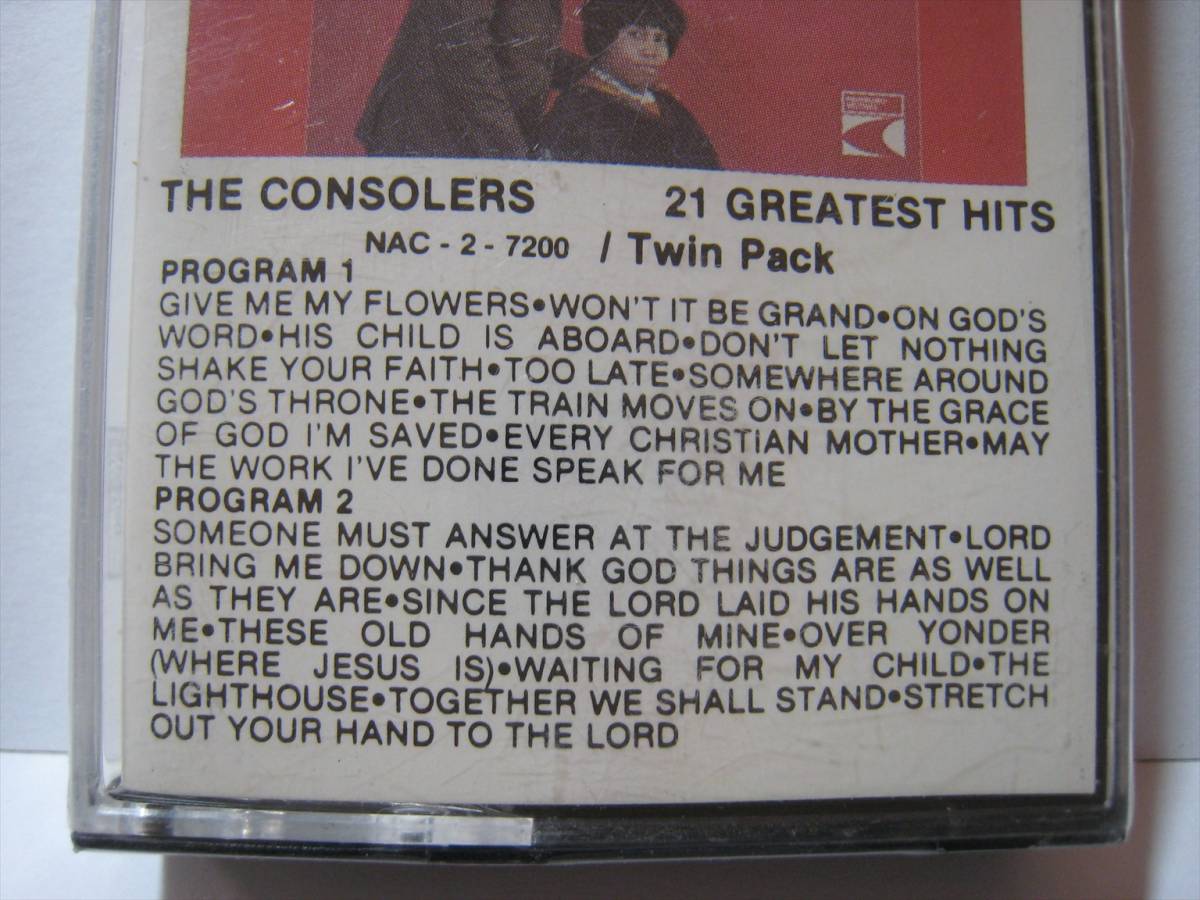 THE CONSOLERS 21 GREATEST HITS
NAC - 2 - 7200 / Twin Pack
PROGRAM 1
GIVE ME MY FLOWERS•WON'T IT BE GRAND•ON GOD'S
WORD•HIS CHILD IS ABOARD•DON'T LET NOTHING
SHAKE YOUR FAITH•TOO LATE•SOMEWHERE AROUND
GOD'S THRONE•THE TRAIN MOVES ON•BY THE GRACE
OF GOD I'M SAVED•EVERY CHRISTIAN MOTHER•MAY
THE WORK I'VE DONE SPEAK FOR ME
PROGRAM 2
SOMEONE MUST ANSWER AT THE JUDGEMENT•LORD
BRING ME DOWN•THANK GOD THINGS ARE AS WELL
AS THEY ARE•SINCE THE LORD LAID HIS HANDS ON
ME•THESE OLD HANDS OF MINE•OVER YONDER
(WHERE JESUS IS)•WAITING FOR MY CHILD•THE
LIGHTHOUSE•TOGETHER WE SHALL STAND•STRETCH
OUT YOUR HAND TO THE LORD